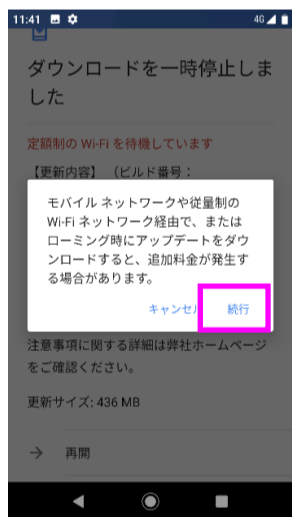 11:41
4G
ダウンロードを一時停止しま
した
定額制の Wi-Fi を待機しています
【更新内容】 （ビルド番号：
モバイル ネットワークや従量制の
Wi-Fi ネットワーク経由で、または
ローミング時にアップデートをダウ
ンロードすると、追加料金が発生す
る場合があります。
キャンセル 続行
注意事項に関する詳細は弊社ホームページ
をご確認ください。
更新サイズ: 436 MB
再開